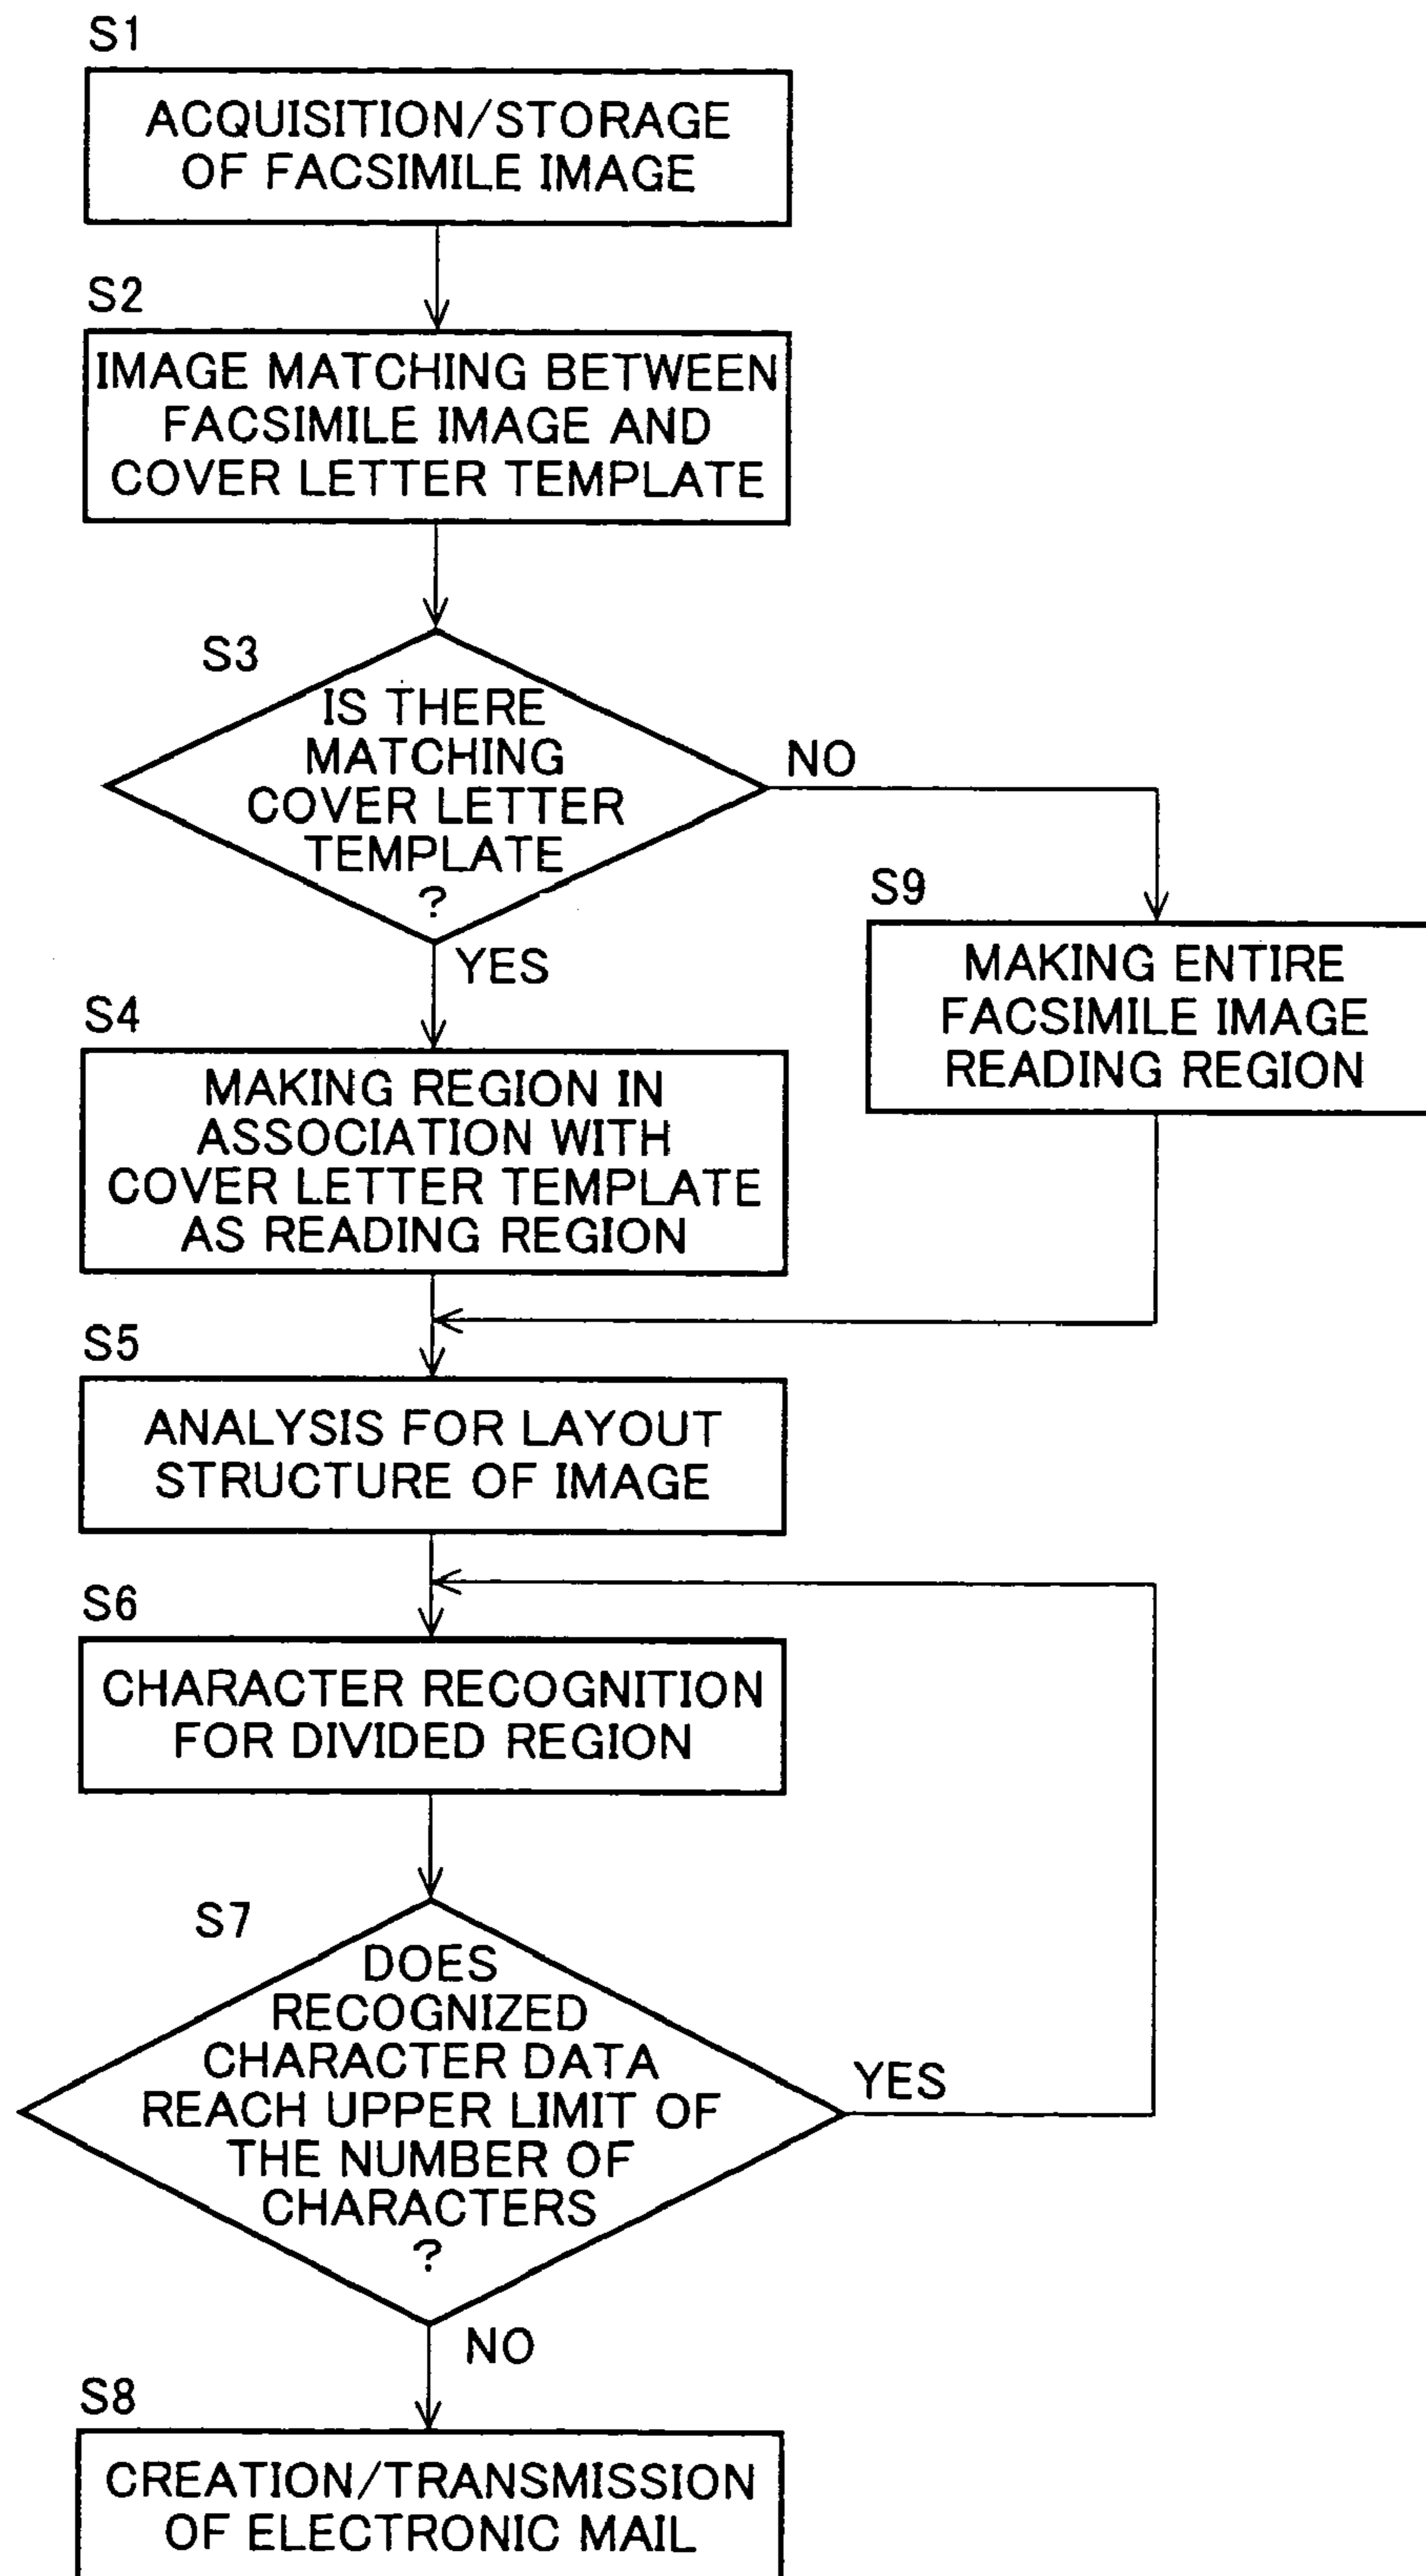 S1
ACQUISITION/STORAGE
OF FACSIMILE IMAGE
S2
IMAGE MATCHING BETWEEN
FACSIMILE IMAGE AND
COVER LETTER TEMPLATE
S3
IS THERE
MATCHING
COVER LETTER
TEMPLATE
?
NO
YES
S9
MAKING ENTIRE
FACSIMILE IMAGE
READING REGION
S4
MAKING REGION IN
ASSOCIATION WITH
COVER LETTER TEMPLATE
AS READING REGION
S5
ANALYSIS FOR LAYOUT
STRUCTURE OF IMAGE
S6
CHARACTER RECOGNITION
FOR DIVIDED REGION
S7
DOES
RECOGNIZED
CHARACTER DATA
REACH UPPER LIMIT OF
THE NUMBER OF
CHARACTERS
?
YES
NO
S8
CREATION/TRANSMISSION
OF ELECTRONIC MAIL